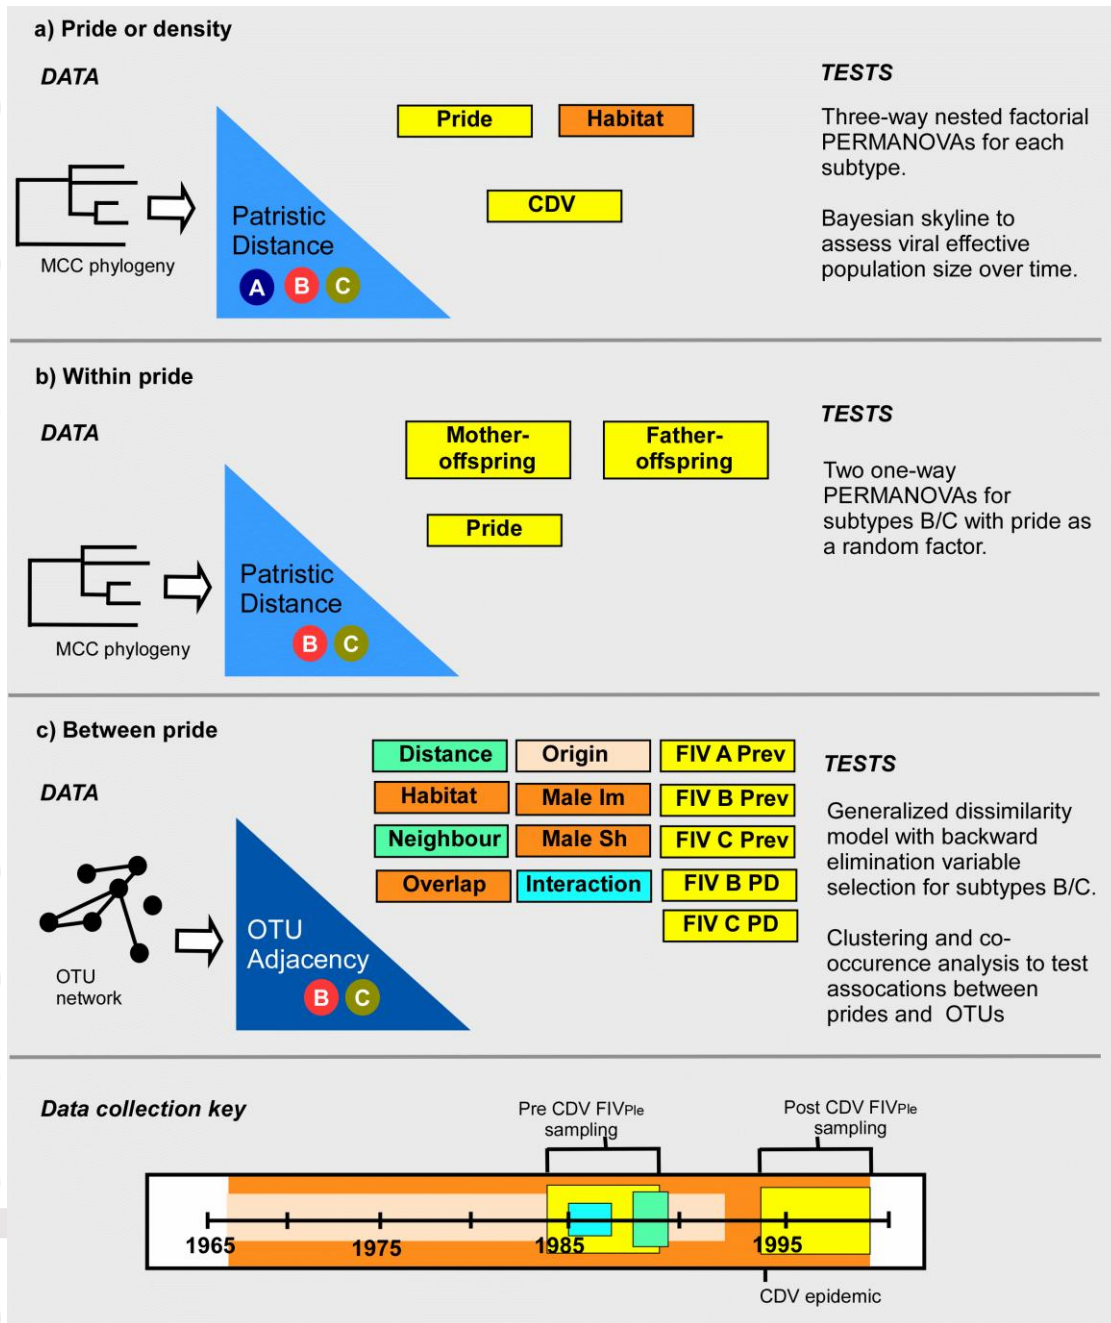 a) Pride or density
DATA
MCC phylogeny
Patristic
Distance
A B C
Pride
Habitat
CDV
TESTS
Three-way nested factorial
PERMANOVAs for each
subtype.
Bayesian skyline to
assess viral effective
population size over time.
b) Within pride
DATA
MCC phylogeny
Patristic
Distance
B C
Mother-
offspring
Father-
offspring
Pride
TESTS
Two one-way
PERMANOVAs for
subtypes B/C with pride as
a random factor.
c) Between pride
DATA
OTU
network
OTU
Adjacency
B C
Distance
Origin
FIV A Prev
Habitat
Male Im
FIV B Prev
Neighbour
Male Sh
FIV C Prev
Overlap
Interaction
FIV B PD
FIV C PD
TESTS
Generalized dissimilarity
model with backward
elimination variable
selection for subtypes B/C.
Clustering and co-
occurence analysis to test
assocations between
prides and OTUs
Data collection key
Pre CDV FIVPle
sampling
Post CDV FIVPle
sampling
1965
1975
1985
1995
CDV epidemic